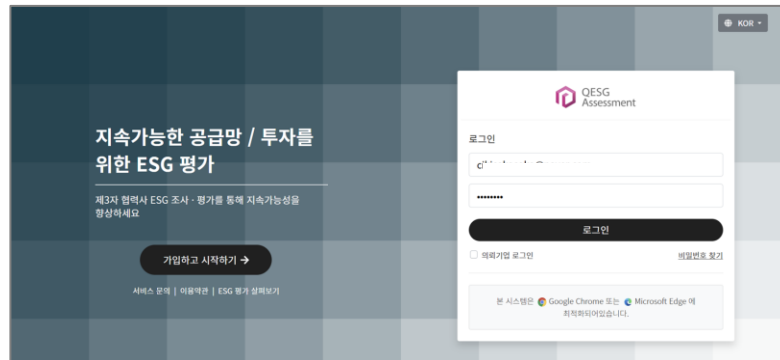 KOR
지속가능한 공급망 / 투자를
위한 ESG 평가
제3자 협력사 ESG 조사 · 평가를 통해 지속가능성을
향상하세요
가입하고 시작하기 →
서비스 문의 | 이용약관 | ESG 평가 살펴보기
QESG
Assessment
로그인
••••••••
로그인
의뢰기업 로그인
비밀번호 찾기
본 시스템은 Google Chrome 또는 Microsoft Edge 에
최적화되어있습니다.